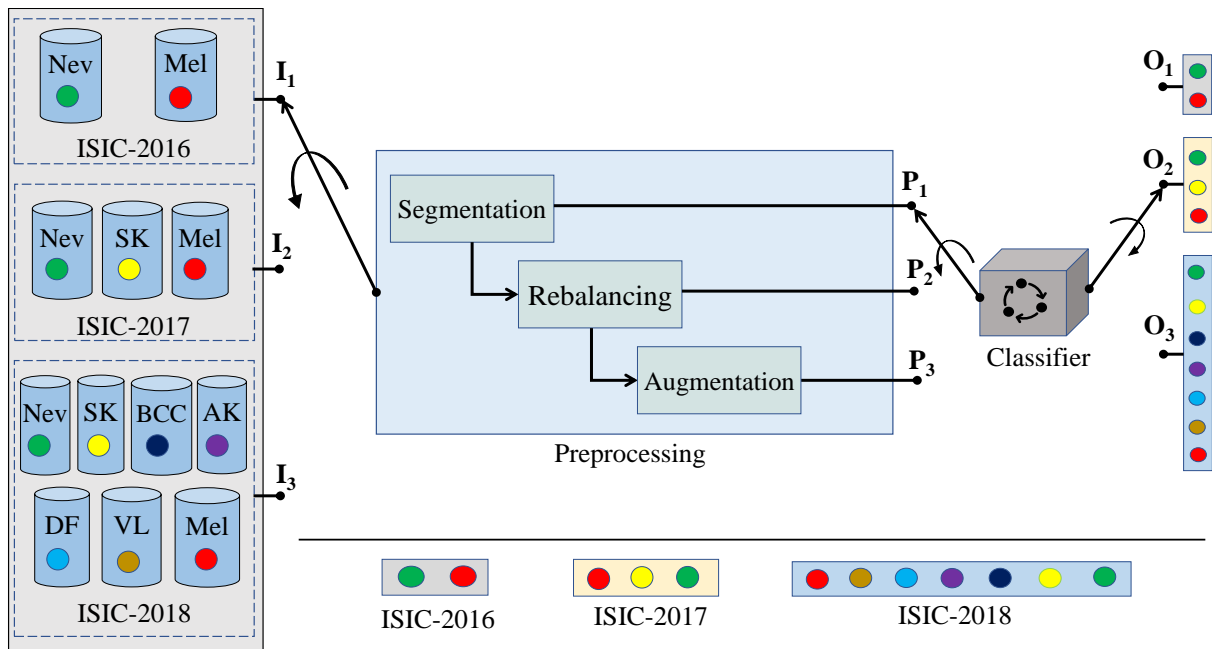 Nev Mel
ISIC-2016
I1
Nev SK Mel
ISIC-2017
I2
Nev SK BCC AK
DF VL Mel
ISIC-2018
I3
Segmentation
Rebalancing
Augmentation
Preprocessing
P1
P2
P3
Classifier
O1
O2
O3
ISIC-2016
ISIC-2017
ISIC-2018